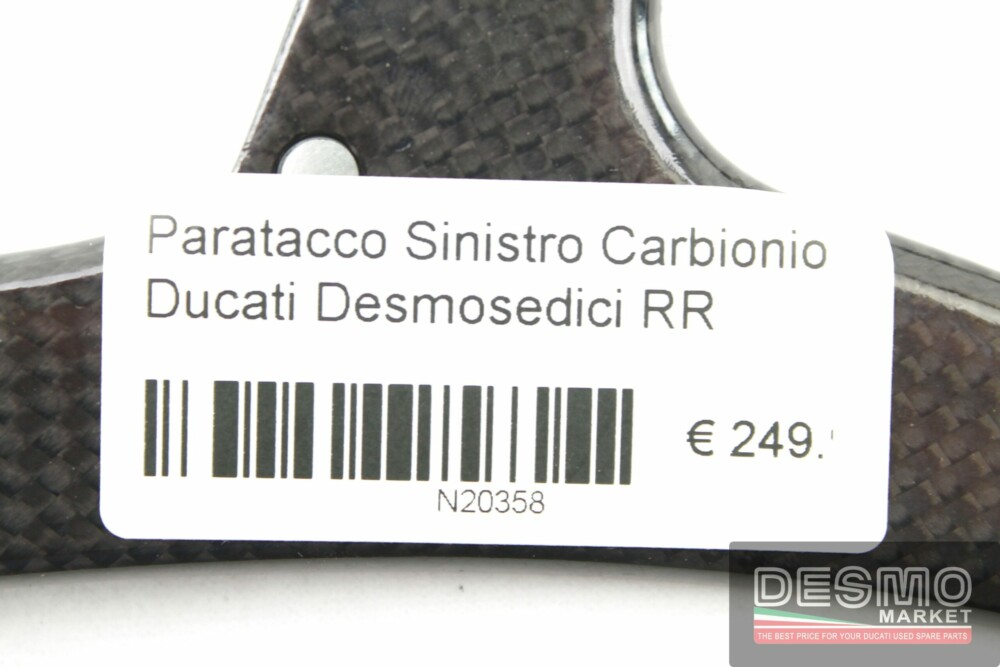 Paratacco Sinistro Carbionio
Ducati Desmosedici RR
€ 249.
N20358
DESMO
MARKET
THE BEST PRICE FOR YOUR DUCATI USED SPARE PARTS